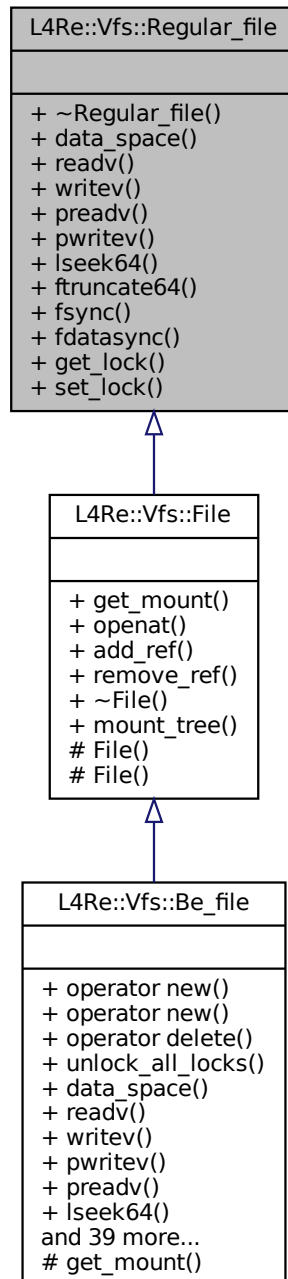 L4Re::Vfs::Regular_file
+ ~Regular_file()
+ data_space()
+ readv()
+ writev()
+ preadv()
+ pwritev()
+ lseek64()
+ ftruncate64()
+ fsync()
+ fdatasync()
+ get_lock()
+ set_lock()
L4Re::Vfs::File
+ get_mount()
+ openat()
+ add_ref()
+ remove_ref()
+ ~File()
+ mount_tree()
# File()
# File()
L4Re::Vfs::Be_file
+ operator new()
+ operator new()
+ operator delete()
+ unlock_all_locks()
+ data_space()
+ readv()
+ writev()
+ pwritev()
+ preadv()
+ lseek64()
and 39 more...
# get_mount()